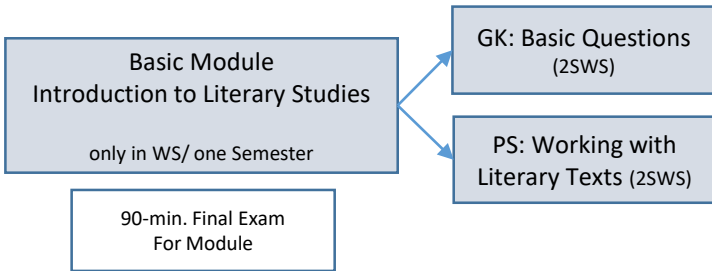 Basic Module
Introduction to Literary Studies
only in WS/ one Semester
GK: Basic Questions
(2SWS)
PS: Working with
Literary Texts (2SWS)
90-min. Final Exam
For Module